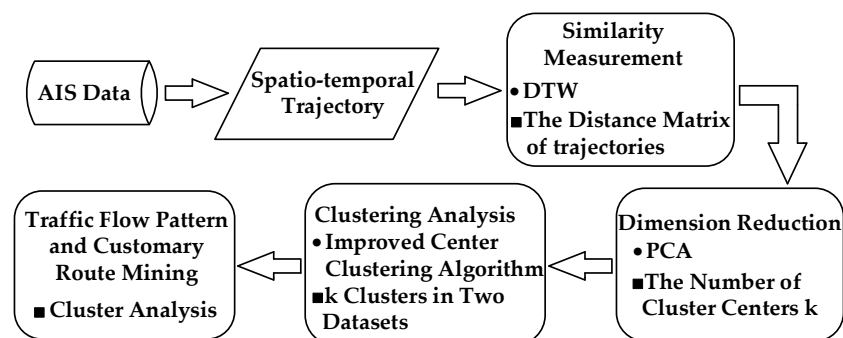 AIS Data
Spatio-temporal
Trajectory
Similarity
Measurement
•DTW
■The Distance Matrix
of trajectories
Dimension Reduction
•PCA
■The Number of
Cluster Centers k
Clustering Analysis
•Improved Center
Clustering Algorithm
■k Clusters in Two
Datasets
Traffic Flow Pattern
and Customary
Route Mining
■Cluster Analysis